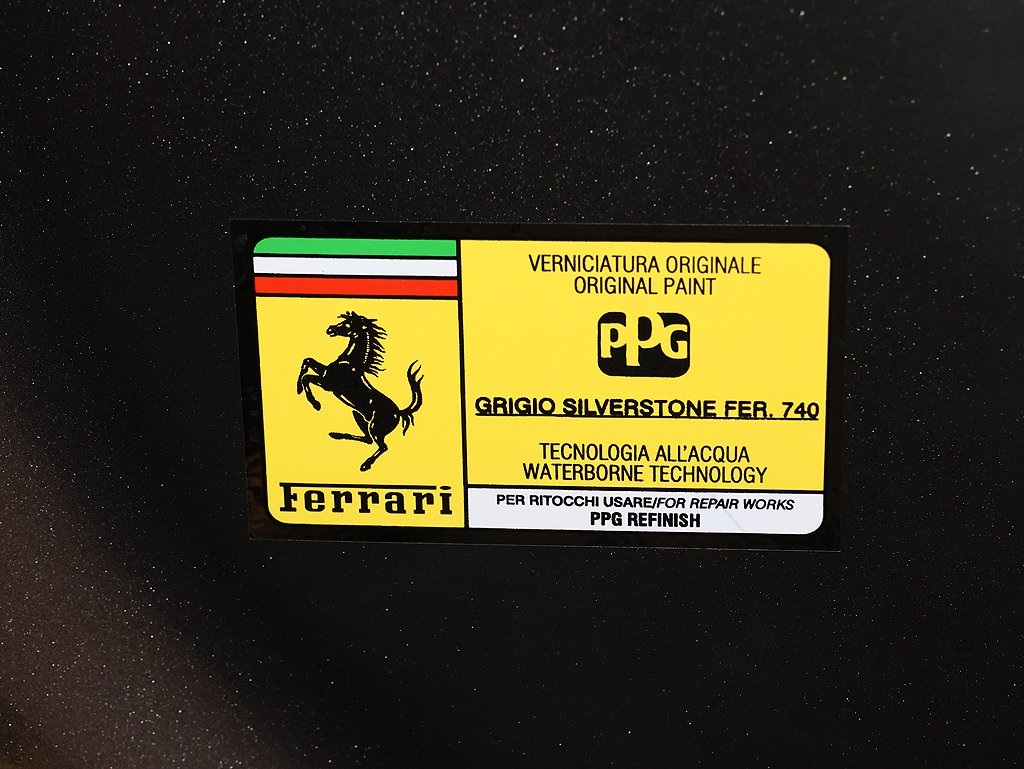 VERNICIATURA ORIGINALE
ORIGINAL PAINT
PPG
GRIGIO SILVERSTONE FER. 740
TECNOLOGIA ALL'ACQUA
WATERBORNE TECHNOLOGY
PER RITOCCHI USARE/FOR REPAIR WORKS
PPG REFINISH
Ferrari